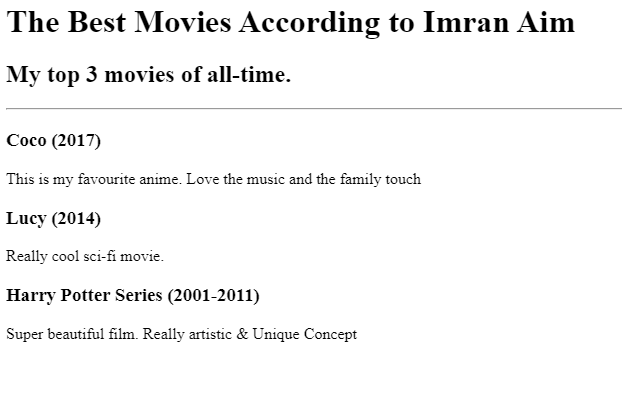 The Best Movies According to Imran Aim
My top 3 movies of all-time.
Coco (2017)
This is my favourite anime. Love the music and the family touch
Lucy (2014)
Really cool sci-fi movie.
Harry Potter Series (2001-2011)
Super beautiful film. Really artistic & Unique Concept